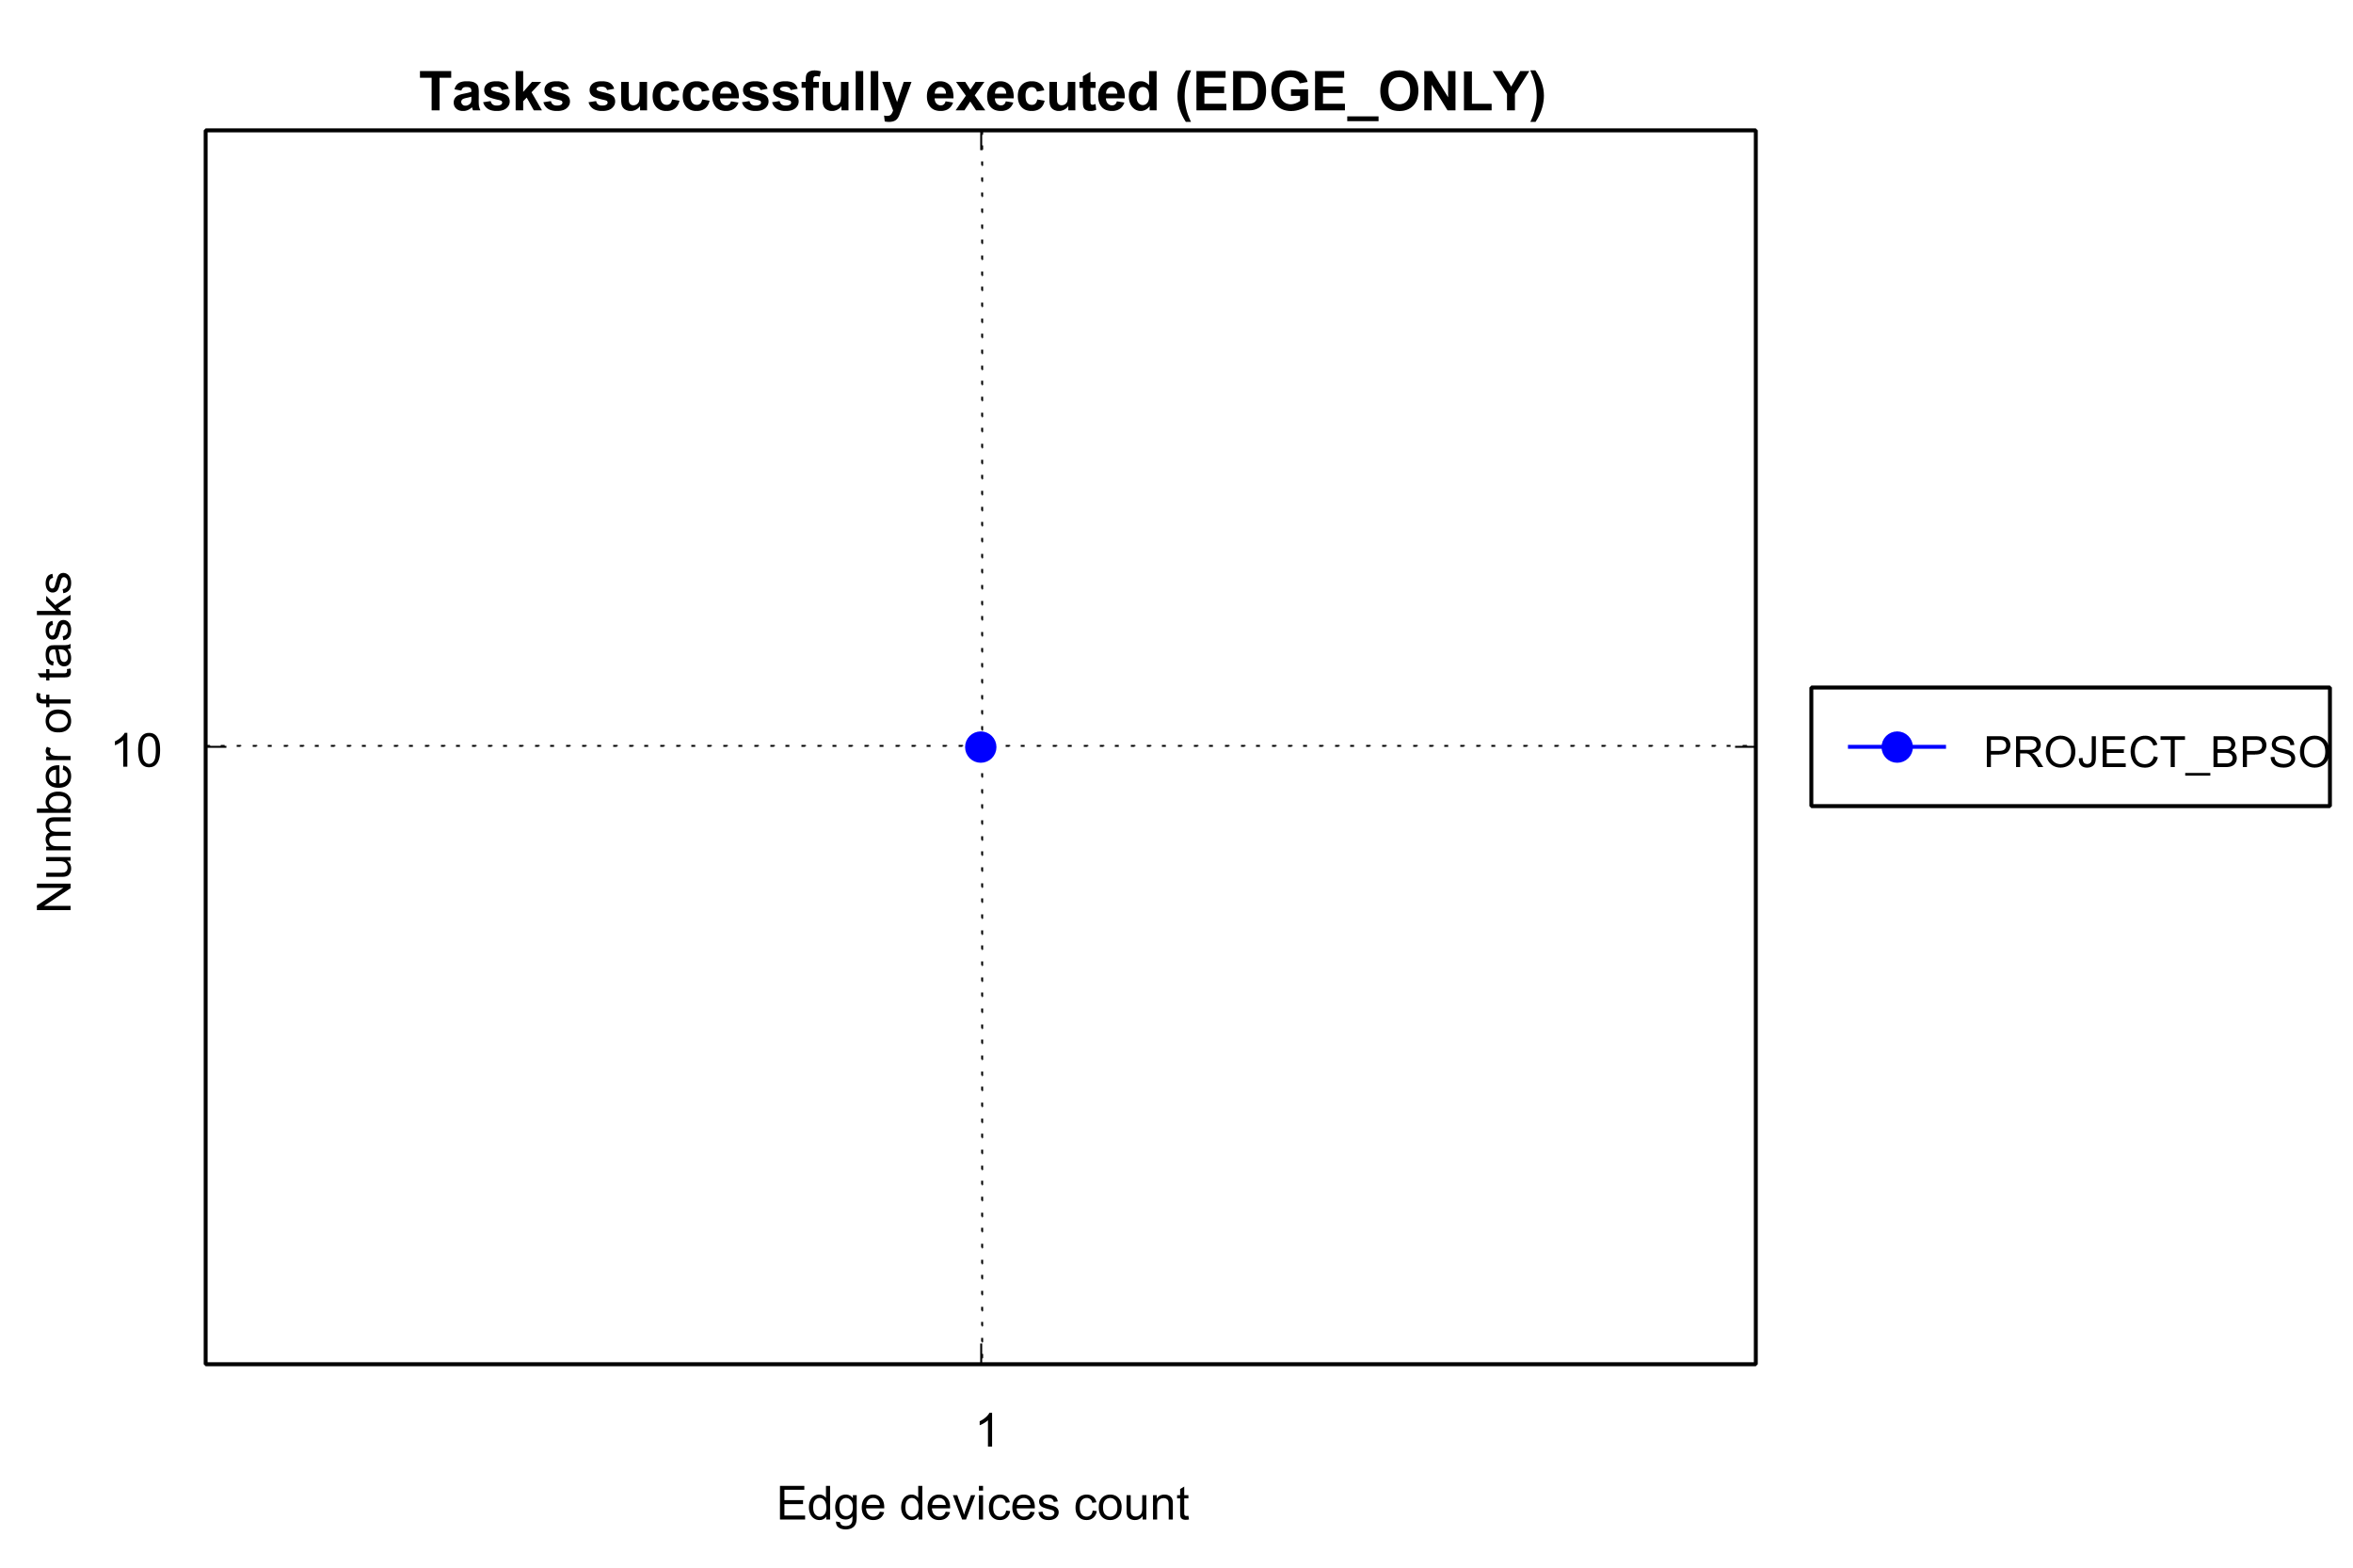 Tasks successfully executed (EDGE_ONLY)
Number of tasks
10
PROJECT_BPSO
1
Edge devices count